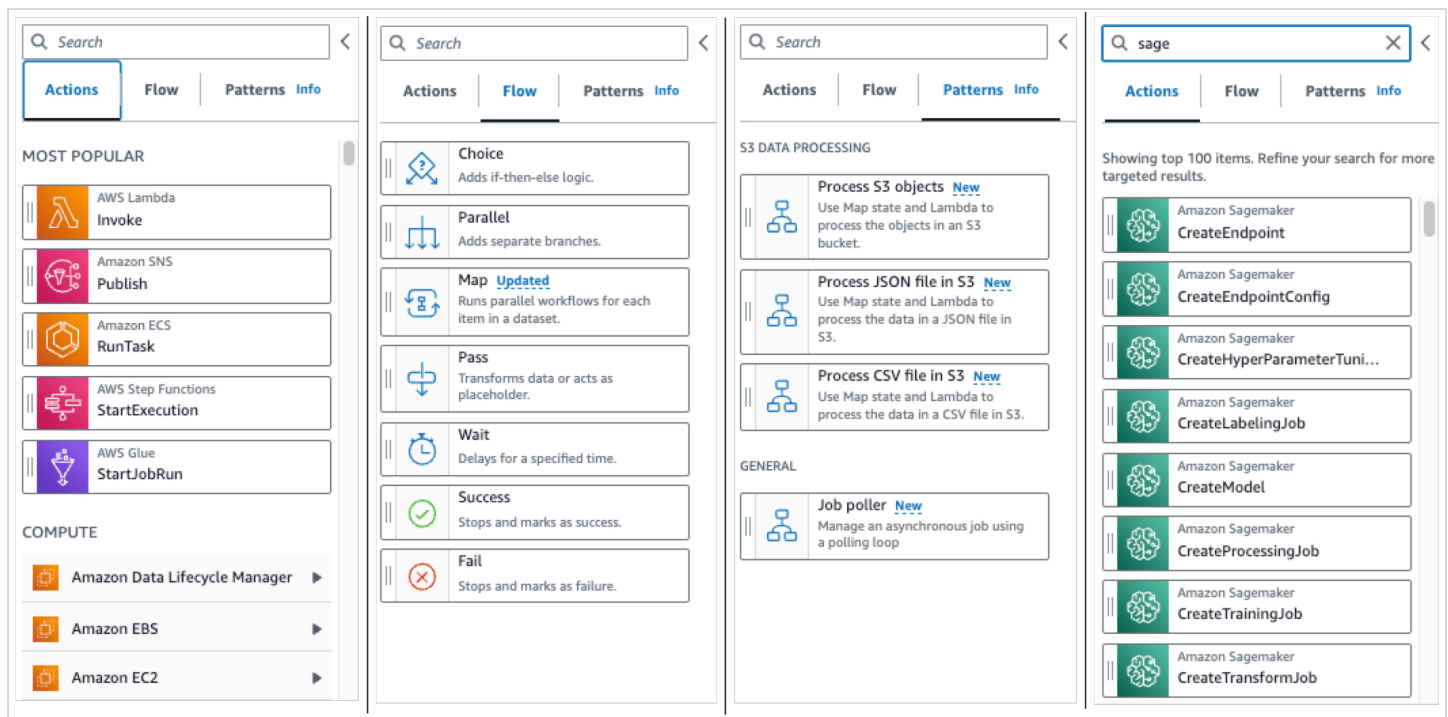 Search
Actions
Flow
Patterns Info
MOST POPULAR
AWS Lambda
Invoke
Amazon SNS
Publish
Amazon ECS
RunTask
AWS Step Functions
StartExecution
AWS Glue
StartJobRun
COMPUTE
Amazon Data Lifecycle Manager
Amazon EBS
Amazon EC2
Search
Actions
Flow
Patterns Info
Choice
Adds if-then-else logic.
Parallel
Adds separate branches.
Map Updated
Runs parallel workflows for each
item in a dataset.
Pass
Transforms data or acts as
placeholder.
Wait
Delays for a specified time.
Success
Stops and marks as success.
Fail
Stops and marks as failure.
Search
Actions
Flow
Patterns Info
S3 DATA PROCESSING
Process S3 objects New
Use Map state and Lambda to
process the objects in an S3
bucket.
Process JSON file in S3 New
Use Map state and Lambda to
process the data in a JSON file in
S3.
Process CSV file in S3 New
Use Map state and Lambda to
process the data in a CSV file in S3.
GENERAL
Job poller New
Manage an asynchronous job using
a polling loop
sage
Actions
Flow
Patterns Info
Showing top 100 items. Refine your search for more
targeted results.
Amazon Sagemaker
CreateEndpoint
Amazon Sagemaker
CreateEndpointConfig
Amazon Sagemaker
CreateHyperParameterTuni...
Amazon Sagemaker
CreateLabelingJob
Amazon Sagemaker
CreateModel
Amazon Sagemaker
CreateProcessingJob
Amazon Sagemaker
CreateTrainingJob
Amazon Sagemaker
CreateTransformJob